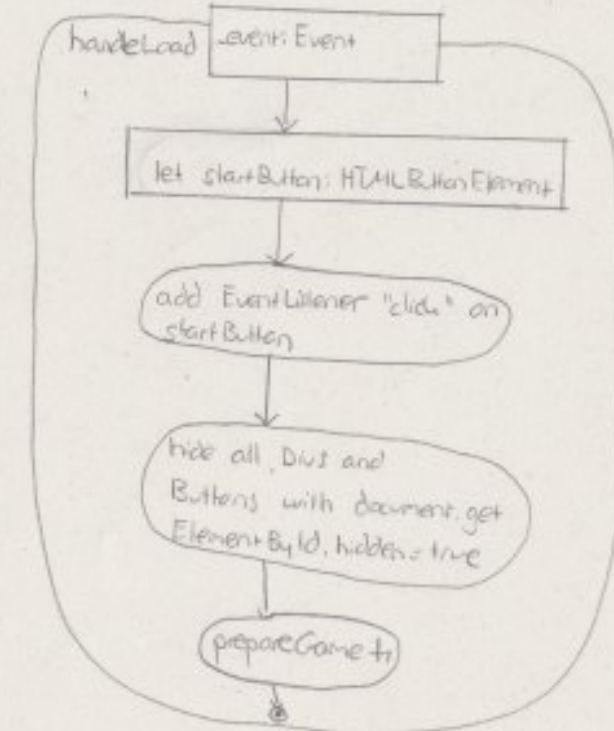 handleLoad
_event: Event
let startButton: HTMLButtonElement
add EventListener "click" on
startButton
hide all Divs and
Buttons with document.get
ElementById.hidden = true
prepareGame